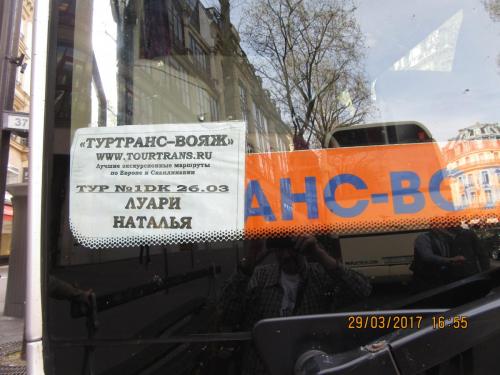 37
«ТУРТРАНС-ВОЯЖ»
WWW.TOURTRANS.RU
Лучшие экскурсионные маршруты
по Европе и Скандинавии
ТУР №1DK 26.03
ЛУАРИ
НАТАЛЬЯ
АНС-ВО
29/03/2017 16:55